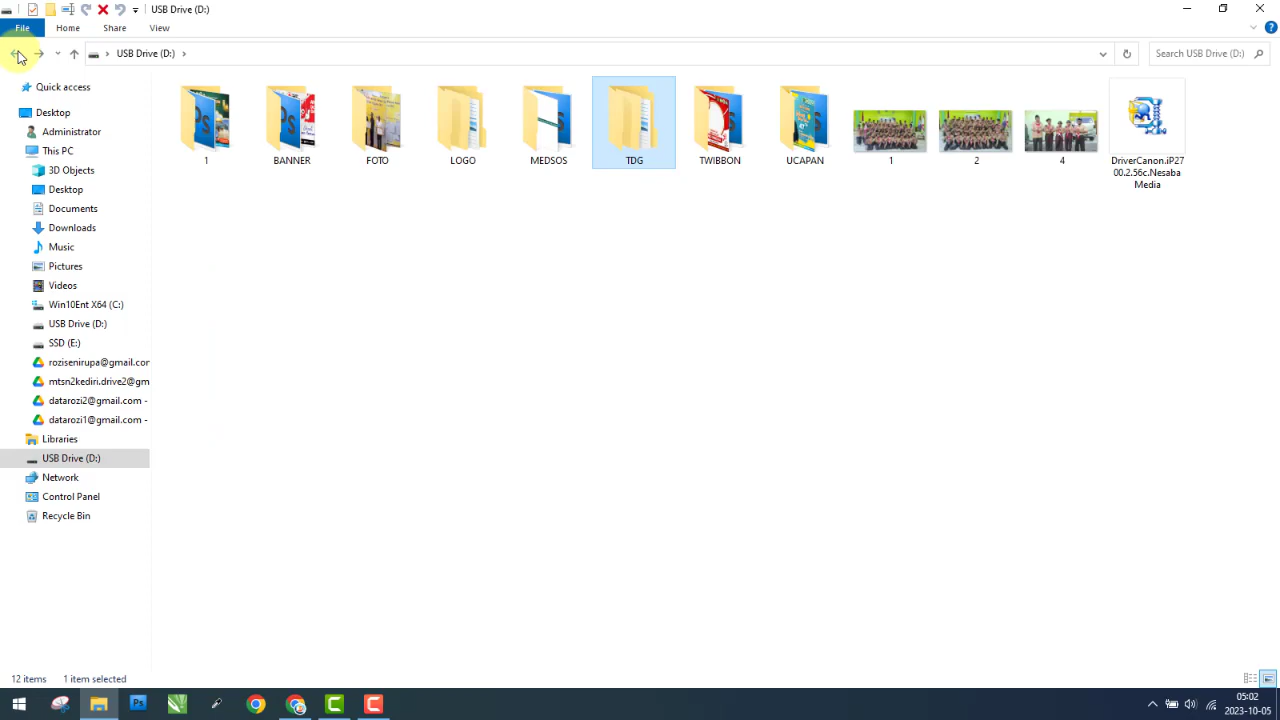 USB Drive (D:)
File
Home
Share
View
USB Drive (D:)
Search USB Drive (D:)
Quick access
Desktop
Administrator
This PC
3D Objects
Desktop
Documents
Downloads
Music
Pictures
Videos
Win10Ent X64 (C:)
USB Drive (D:)
SSD (E:)
rozisenirupa@gmail.com
mtsn2kediri.drive2@gm
datarozi2@gmail.com -
datarozi1@gmail.com -
Libraries
USB Drive (D:)
Network
Control Panel
Recycle Bin
1
BANNER
FOTO
LOGO
MEDSOS
TDG
TWIBBON
UCAPAN
1
2
4
DriverCanon.iP27
00.2.56c.Nesaba
Media
12 items
1 item selected
Ps
05:02
2023-10-05